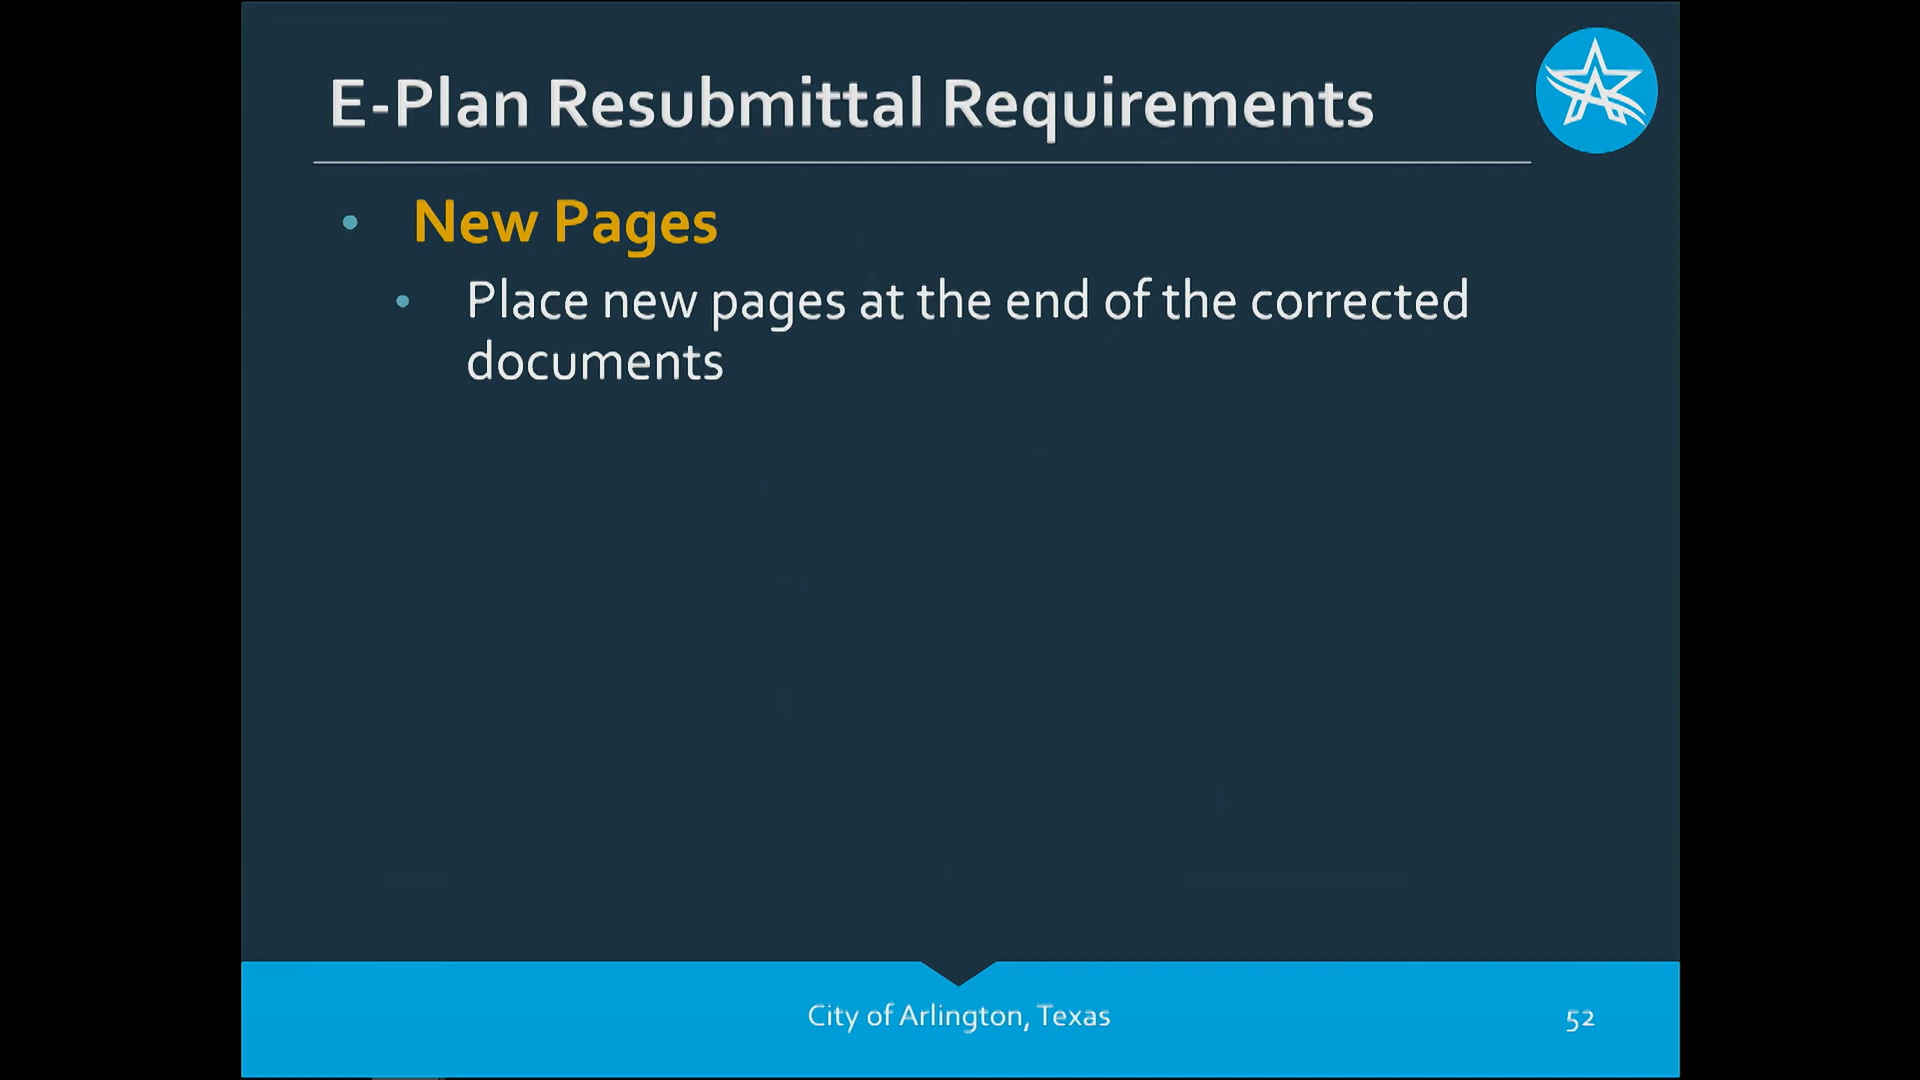 E-Plan Resubmittal Requirements
• New Pages
• Place new pages at the end of the corrected
documents
City of Arlington, Texas
52